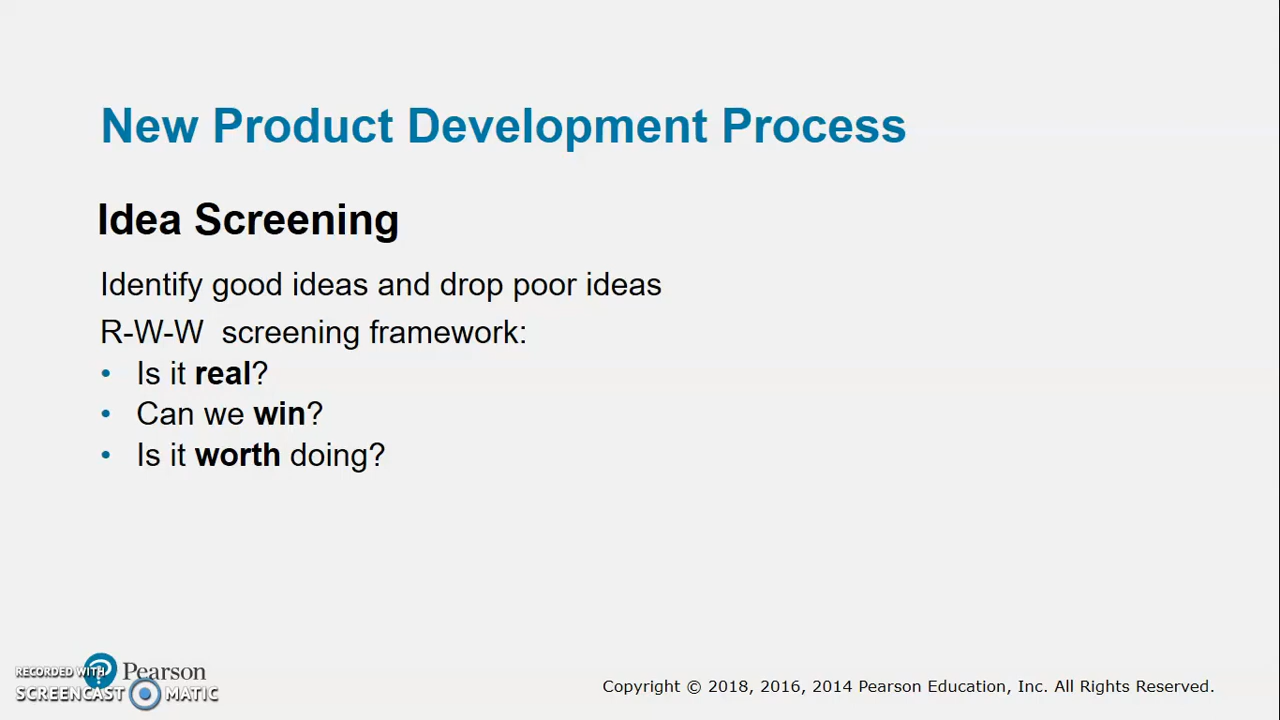 New Product Development Process
Idea Screening
Identify good ideas and drop poor ideas
R-W-W  screening framework:
• Is it real?
• Can we win?
• Is it worth doing?
RECORDED WITH
SCREENCAST MATIC
Pearson
Copyright © 2018, 2016, 2014 Pearson Education, Inc. All Rights Reserved.